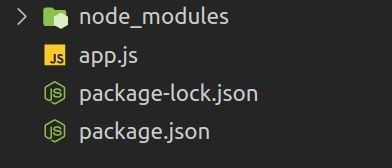 node_modules
JS app.js
package-lock.json
package.json